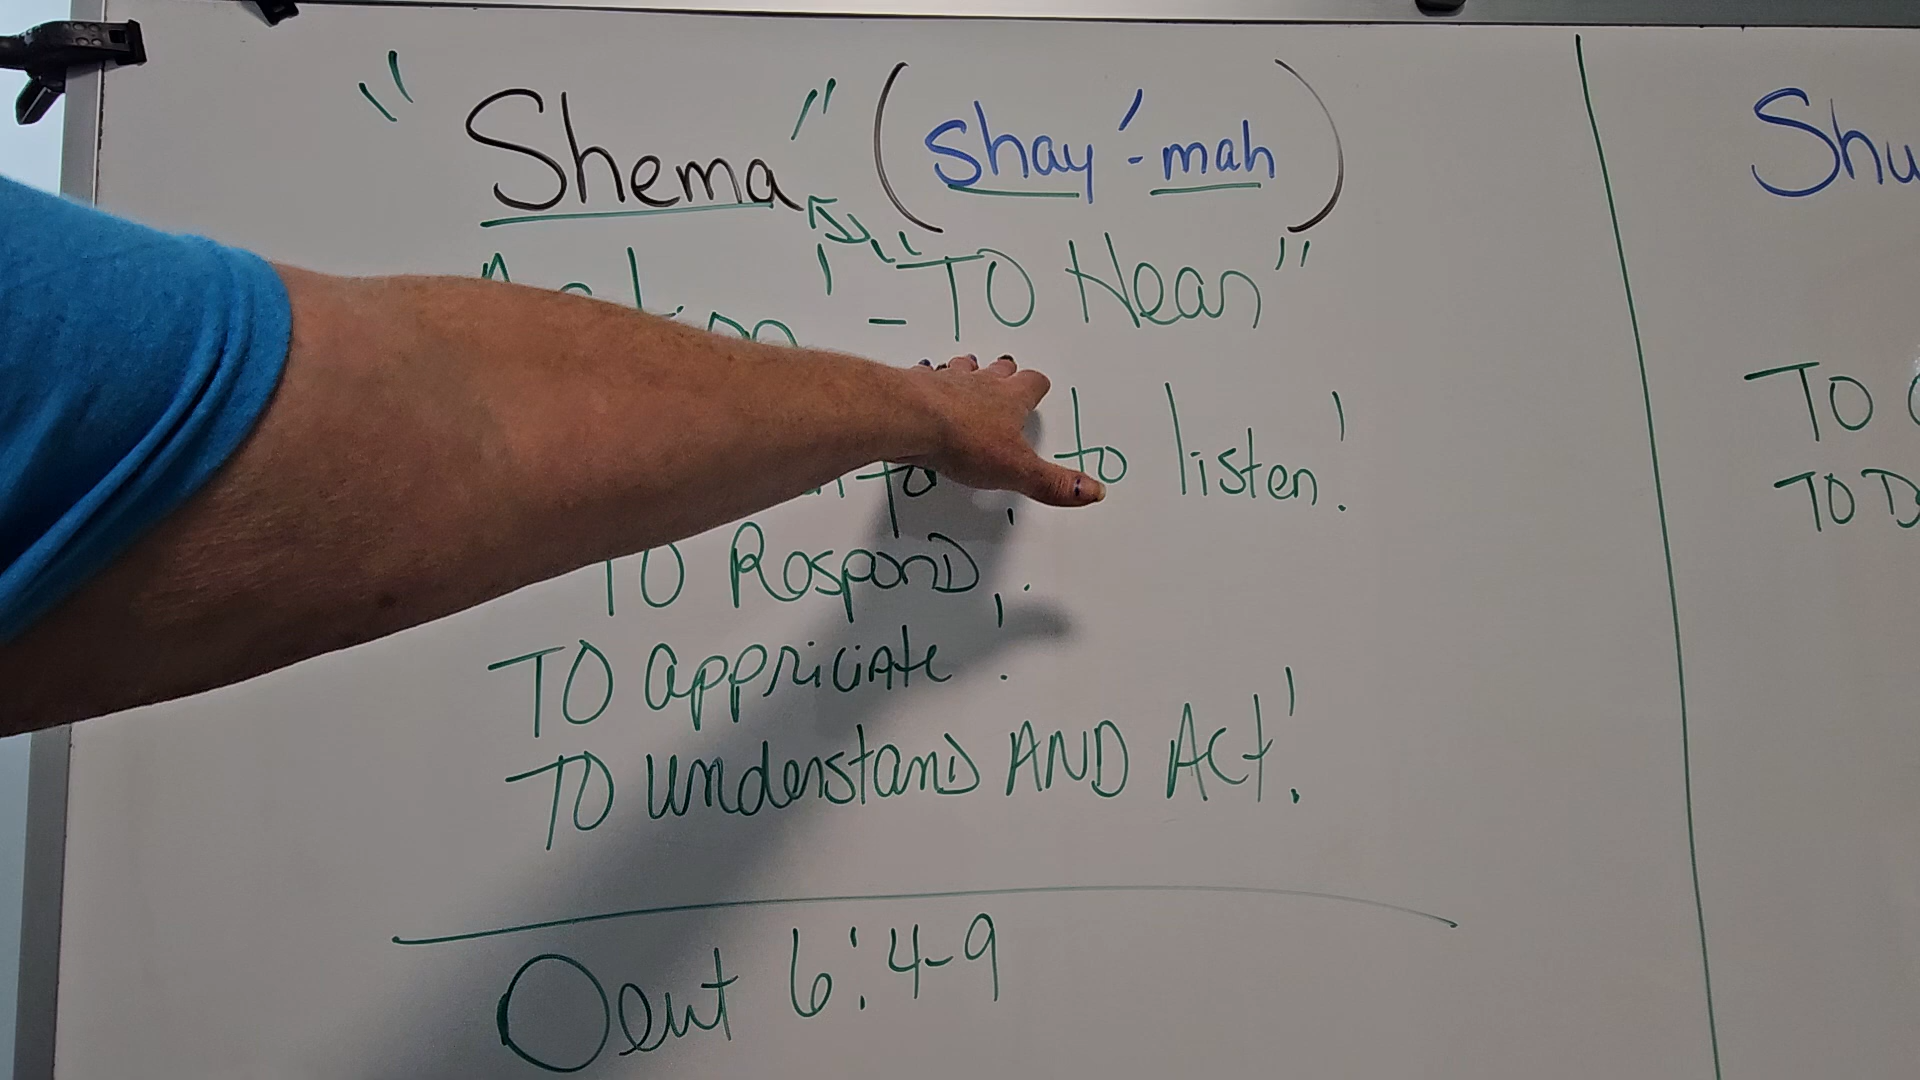 "Shema" (shay'-mah)
Action! - "TO Hear"
to listen!
TO Respond!
TO appriciate!
TO understand AND Act!
Deut 6:4-9
Shu
TO
TO D